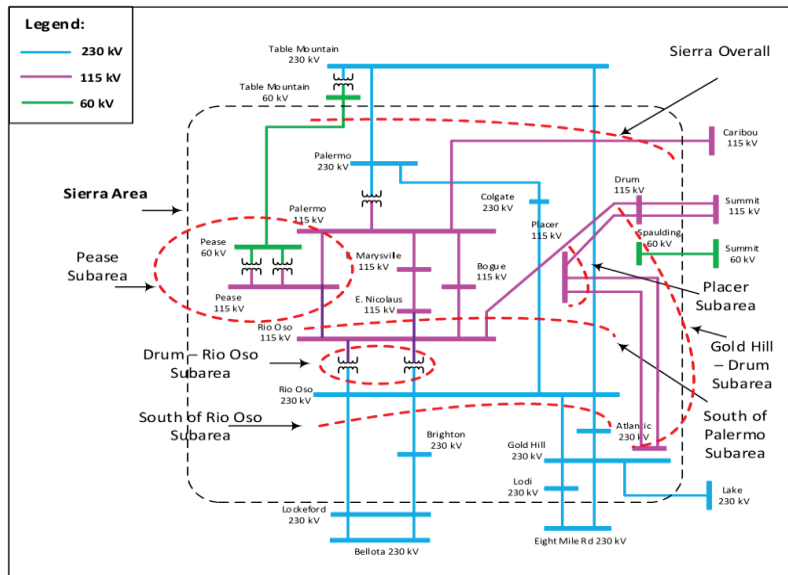 Legend:
230 kV
115 kV
60 kV
Table Mountain
230 kV
Table Mountain
60 kV
Sierra Overall
Caribou
115 kV
Palermo
230 kV
Drum
115 kV
Summit
115 kV
Sierra Area
Colgate
230 kV
Placer
115 kV
Palermo
115 kV
Spaulding
60 kV
Summit
60 kV
Pease
60 kV
Marysville
115 kV
Bogue
115 kV
Pease
Subarea
Placer
Subarea
Pease
115 kV
E. Nicolaus
115 kV
Rio Oso
115 kV
Gold Hill
– Drum
Subarea
Drum – Rio Oso
Subarea
Rio Oso
230 kV
South of Rio Oso
Subarea
South of
Palermo
Subarea
Atlantic
230 kV
Brighton
230 kV
Gold Hill
230 kV
Lodi
230 kV
Lake
230 kV
Lockeford
230 kV
Bellota 230 kV
Eight Mile Rd 230 kV